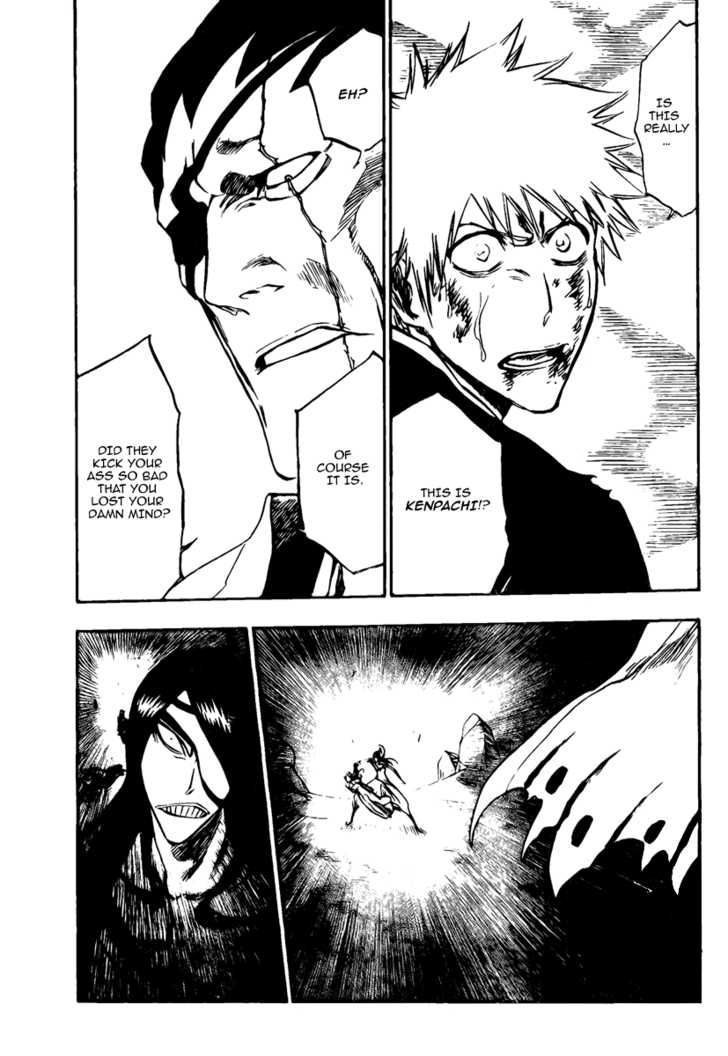 IS
THIS
REALLY
...
THIS IS
KENPACHI!?
EH?
OF
COURSE
IT IS.
DID THEY
KICK YOUR
ASS SO BAD
THAT YOU
LOST YOUR
DAMN MIND?